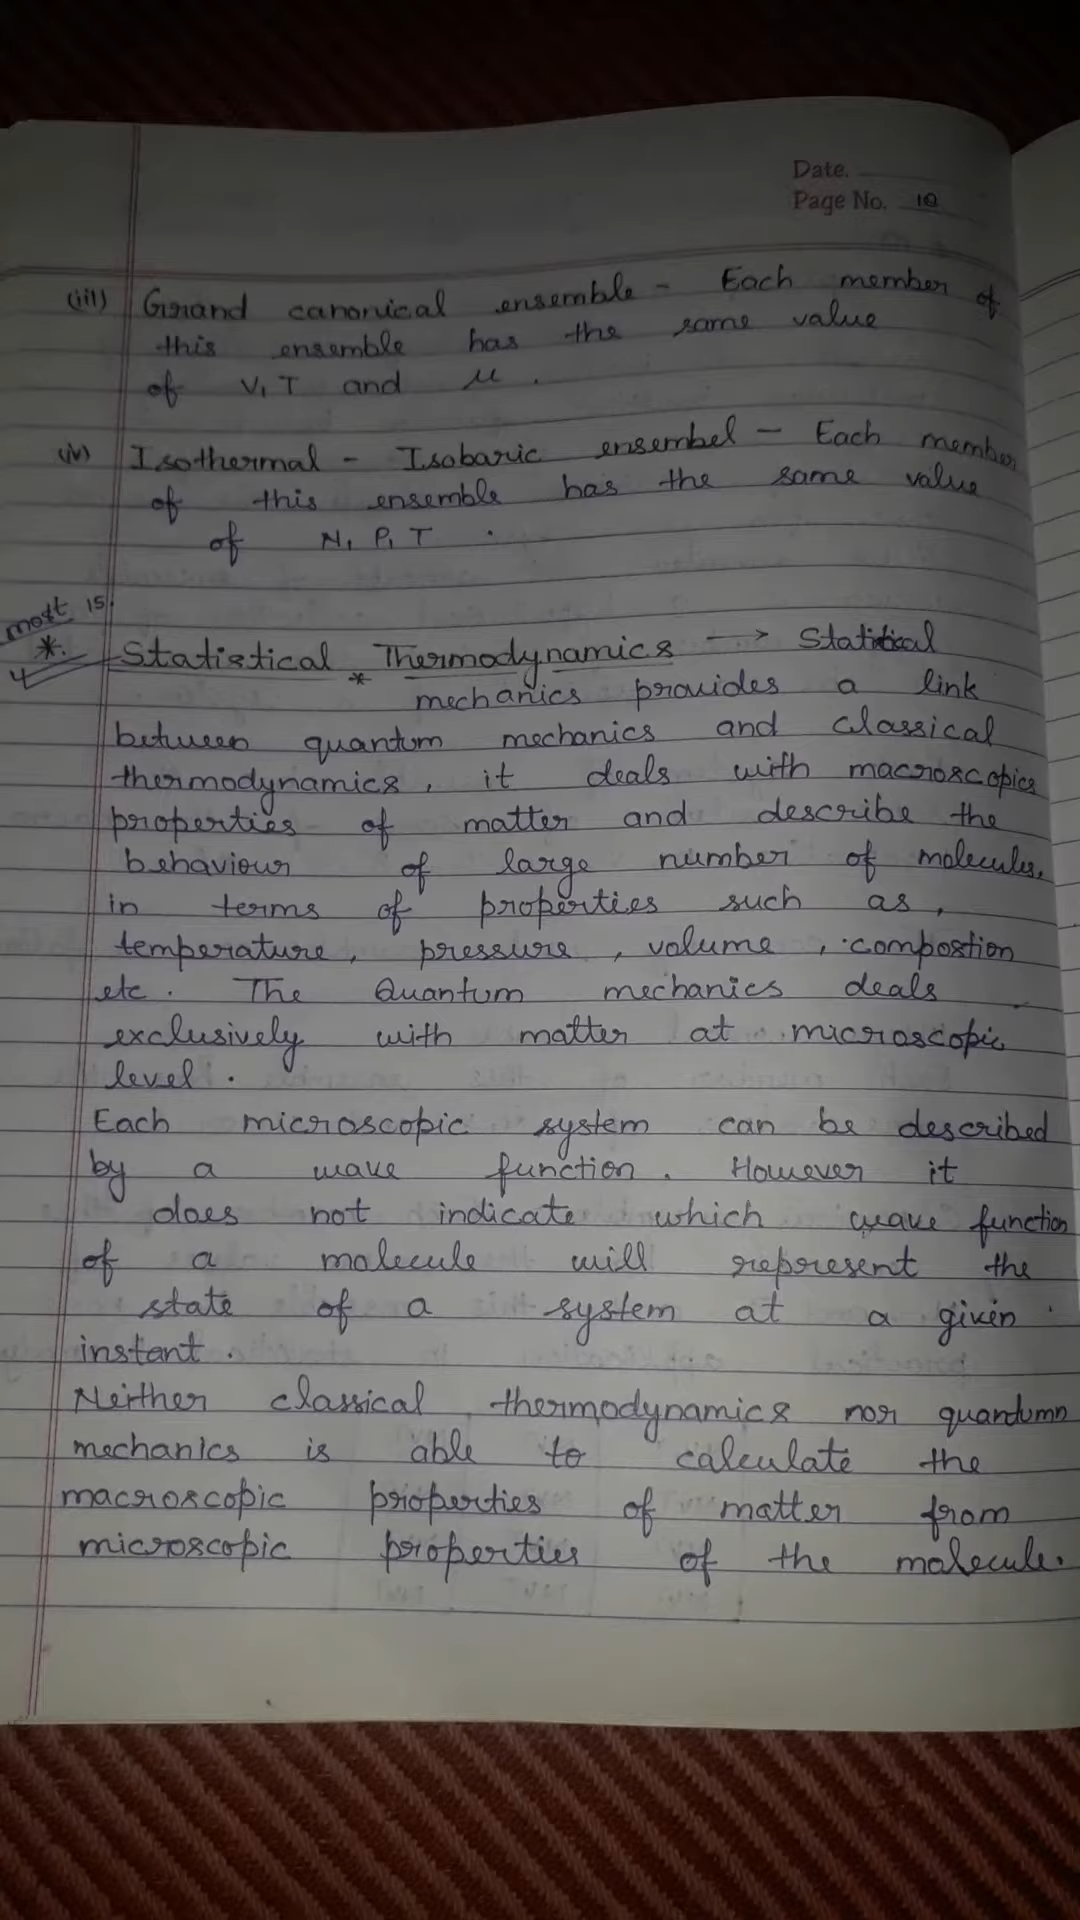 Date.
Page No. 10
(iii) Grand canonical ensemble - Each member of
this ensemble has the same value
of V, T and μ.
(iv) Isothermal - Isobaric ensembel - Each member
of this ensemble has the same value
of N, P, T .
most 15.
*. Statistical Thermodynamics → Statitical
* mechanics provides a link
between quantum mechanics and classical
thermodynamics, it deals with macroscopics
properties of matter and describe the
behaviour of large number of molecules,
in terms of properties such as,
temperature, pressure, volume, compostion
etc. The Quantum mechanics deals
exclusively with matter at microscopic
level.
Each microscopic system can be described
by a wave function. However it
does not indicate which wave function
of a molecule will represent the
state of a system at a given
instant.
Neither classical thermodynamics nor quandumn
mechanics is able to calculate the
macroscopic properties of matter from
microscopic properties of the molecule.